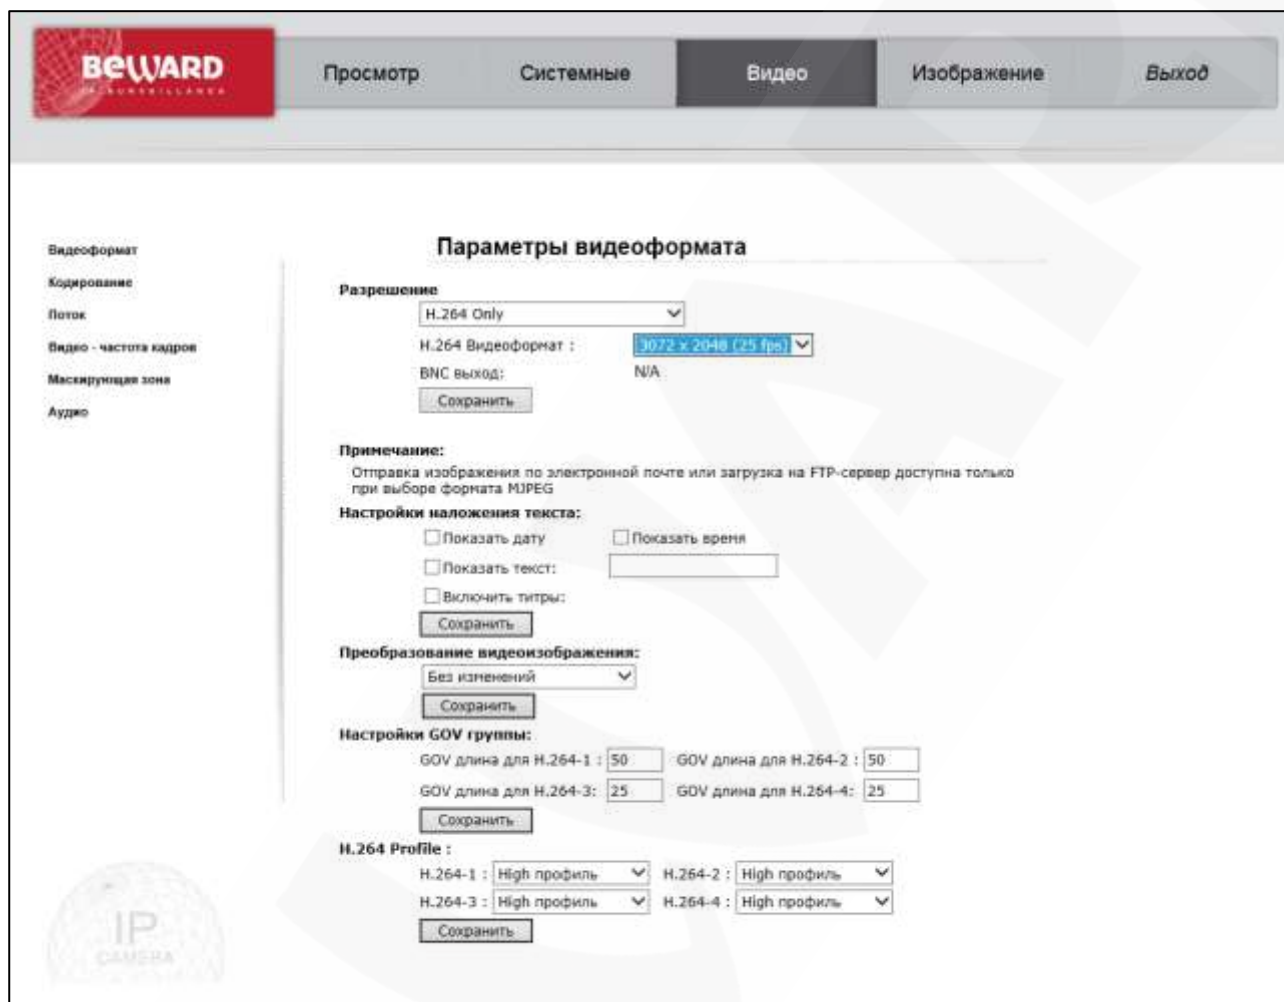 BEWARD
IP SURVEILLANCE
Просмотр Системные Видео Изображение Выход
Видеоформат
Кодирование
Поток
Видео - частота кадров
Маскирующая зона
Аудио
Параметры видеоформата
Разрешение
H.264 Only
H.264 Видеоформат :
3072 x 2048 (25 fps)
BNC выход: N/A
Сохранить
Примечание:
Отправка изображения по электронной почте или загрузка на FTP-сервер доступна только
при выборе формата MJPEG
Настройки наложения текста:
Показать дату Показать время
Показать текст:
Включить титры:
Сохранить
Преобразование видеоизображения:
Без изменений
Сохранить
Настройки GOV группы:
GOV длина для H.264-1 : 50 GOV длина для H.264-2 : 50
GOV длина для H.264-3: 25 GOV длина для H.264-4: 25
Сохранить
H.264 Profile :
H.264-1 : High профиль H.264-2 : High профиль
H.264-3 : High профиль H.264-4 : High профиль
Сохранить
IP
CAMERA